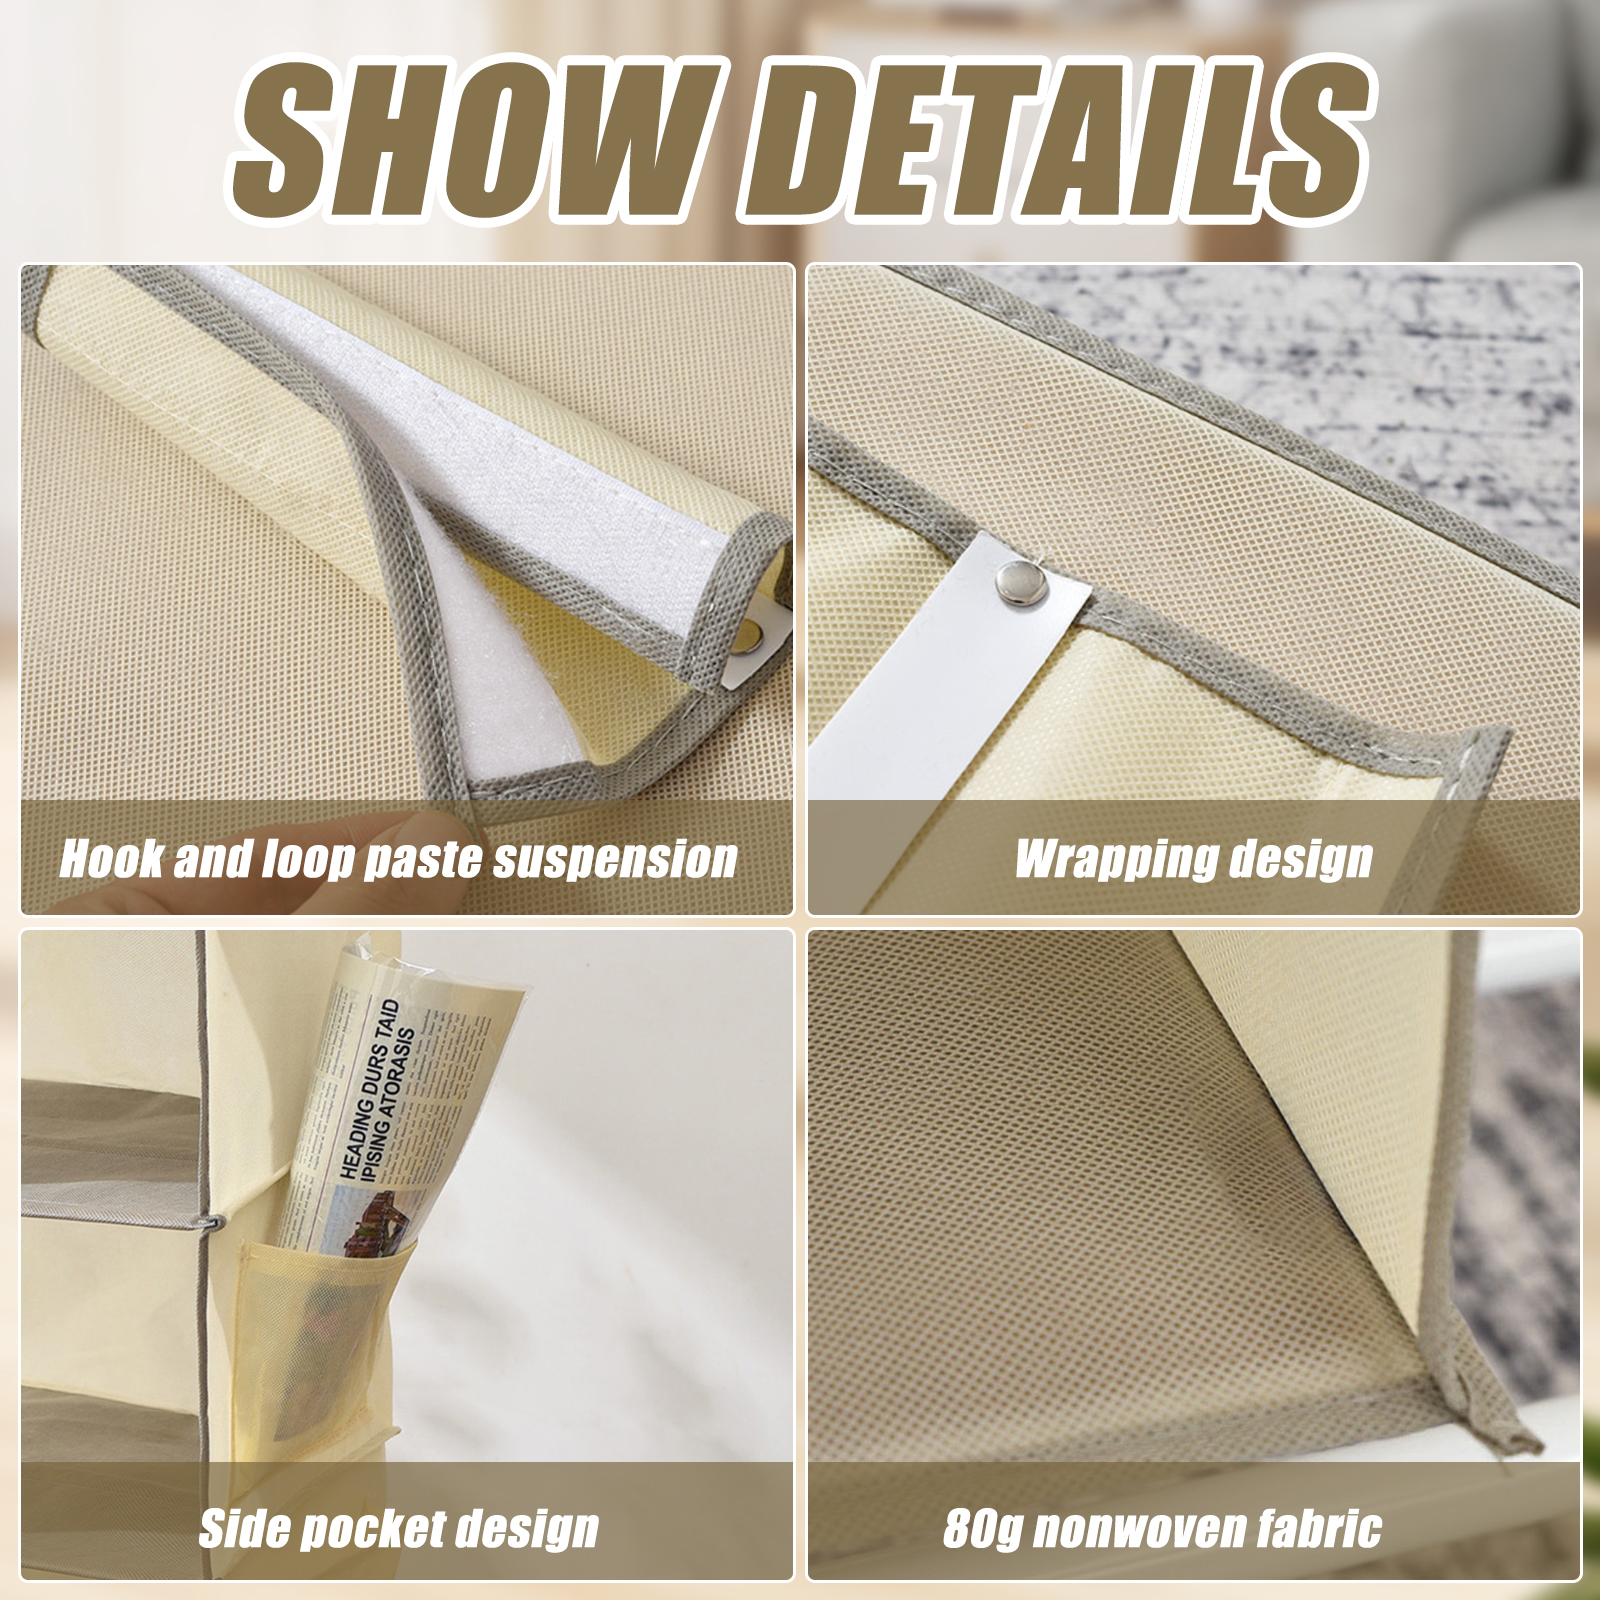 SHOW DETAILS
Hook and loop paste suspension
Wrapping design
HEADING DURS TAID
IPISING ATORASIS
Side pocket design
80g nonwoven fabric